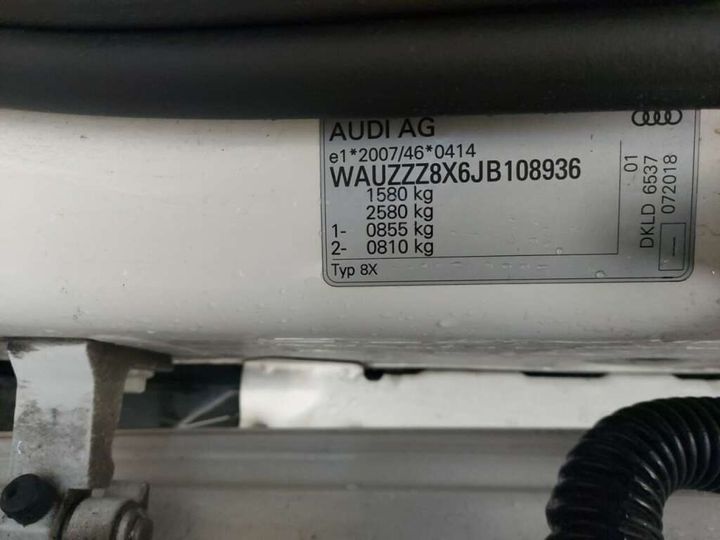 AUDI AG
e1*2007/46*0414
WAUZZZ8X6JB108936
1580 kg
2580 kg
1- 0855 kg
2- 0810 kg
Typ 8X
01
DKLD 6537
072018